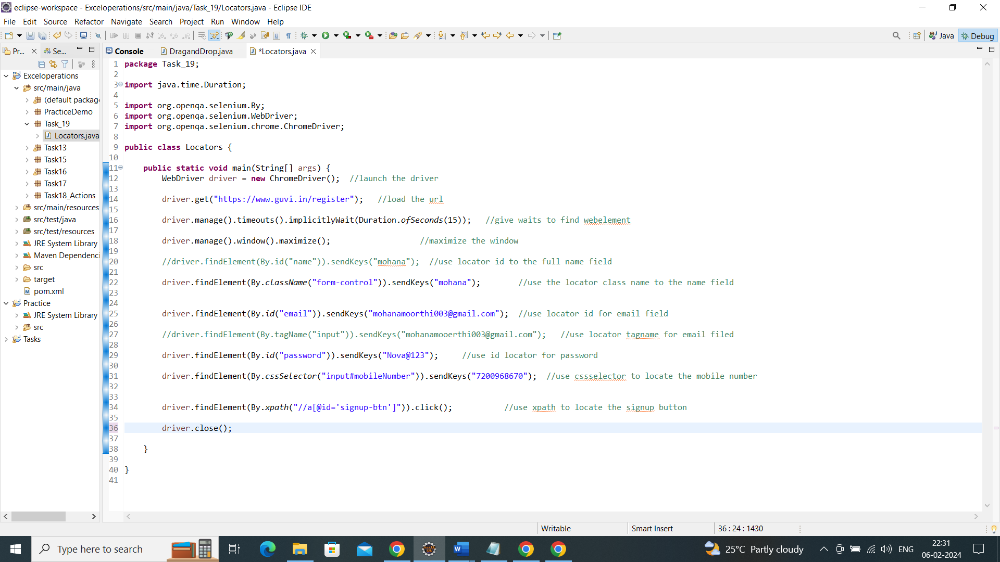 eclipse-workspace - Exceloperations/src/main/java/Task_19/Locators.java - Eclipse IDE
File Edit Source Refactor Navigate Search Project Run Window Help
Java Debug
Pr... Se... Console DragandDrop.java *Locators.java
Exceloperations
src/main/java
(default package
PracticeDemo
Task_19
Locators.java
Task13
Task15
Task16
Task17
Task18_Actions
src/main/resources
src/test/java
src/test/resources
JRE System Library
Maven Dependenci
src
target
pom.xml
Practice
JRE System Library
src
Tasks
1 package Task_19;
2
3 import java.time.Duration;
4
5 import org.openqa.selenium.By;
6 import org.openqa.selenium.WebDriver;
7 import org.openqa.selenium.chrome.ChromeDriver;
8
9 public class Locators {
10
11 public static void main(String[] args) {
12 WebDriver driver = new ChromeDriver(); //launch the driver
13
14 driver.get("https://www.guvi.in/register"); //load the url
15
16 driver.manage().timeouts().implicitlyWait(Duration.ofSeconds(15)); //give waits to find webelement
17
18 driver.manage().window().maximize(); //maximize the window
19
20 //driver.findElement(By.id("name")).sendKeys("mohana"); //use locator id to the full name field
21
22 driver.findElement(By.className("form-control")).sendKeys("mohana"); //use the locator class name to the name field
23
24
25 driver.findElement(By.id("email")).sendKeys("mohanamoorthi003@gmail.com"); //use locator id for email field
26
27 //driver.findElement(By.tagName("input")).sendKeys("mohanamooerthi003@gmail.com"); //use locator tagname for email filed
28
29 driver.findElement(By.id("password")).sendKeys("Nova@123"); //use id locator for password
30
31 driver.findElement(By.cssSelector("input#mobileNumber")).sendKeys("7200968670"); //use cssselector to locate the mobile number
32
33
34 driver.findElement(By.xpath("//a[@id='signup-btn']")).click(); //use xpath to locate the signup button
35
36 driver.close();
37
38 }
39
40 }
41
Writable Smart Insert 36 : 24 : 1430
Type here to search
25°C Partly cloudy ENG
22:31
06-02-2024